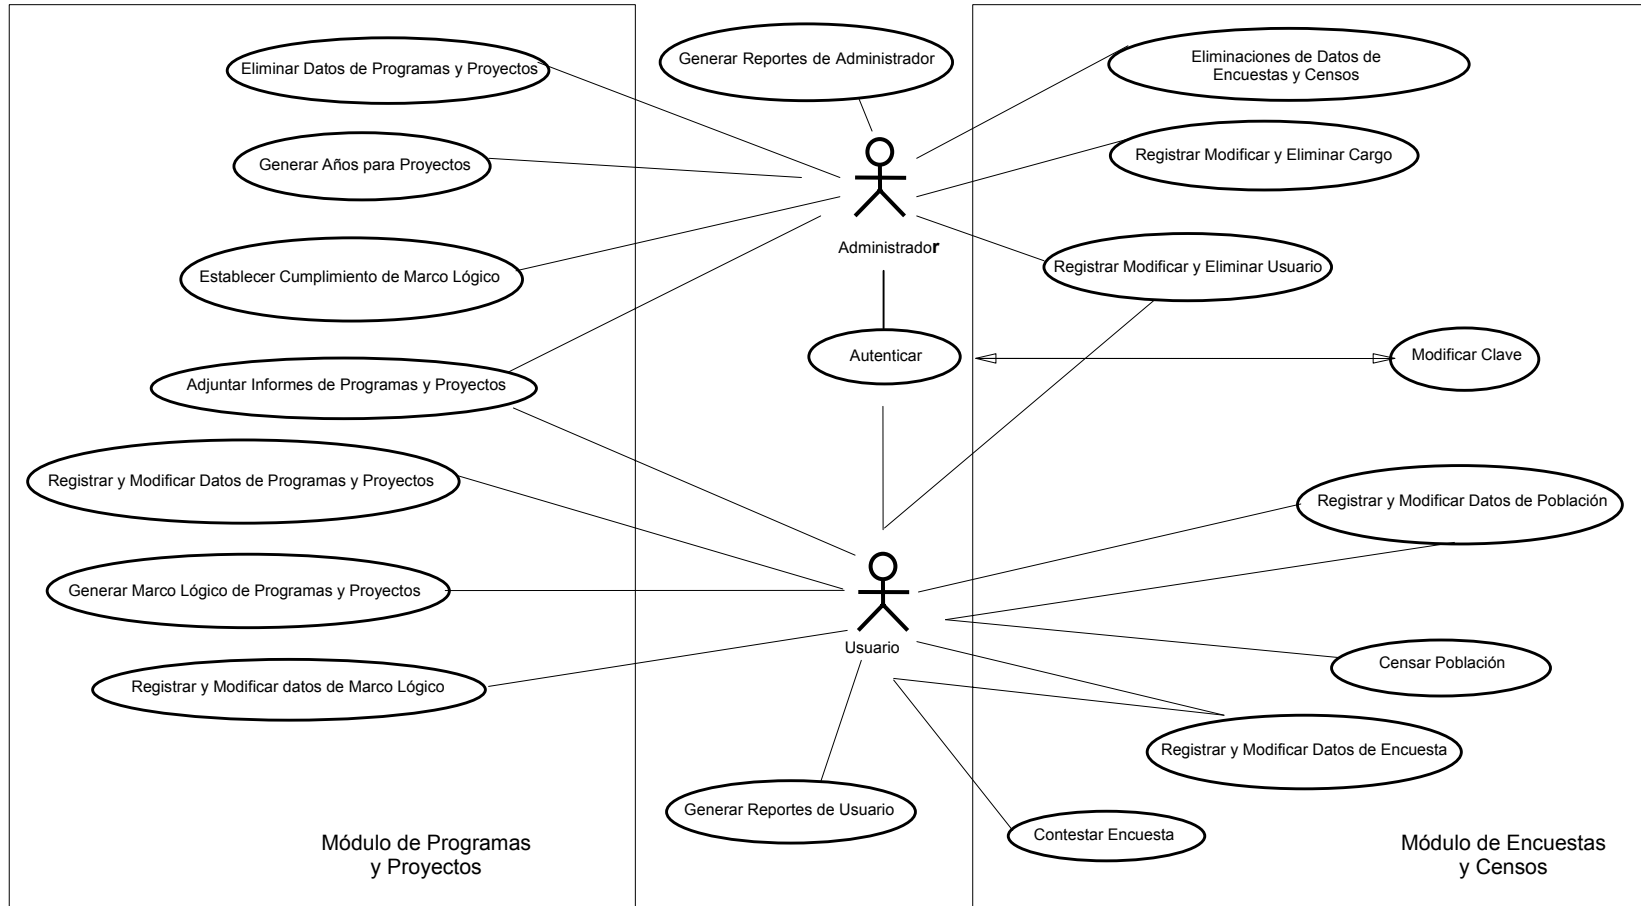 Generar Reportes de Administrador
Eliminar Datos de Programas y Proyectos
Eliminaciones de Datos de
Encuestas y Censos
Generar Años para Proyectos
Registrar Modificar y Eliminar Cargo
Administrador
Establecer Cumplimiento de Marco Lógico
Registrar Modificar y Eliminar Usuario
Autenticar
Modificar Clave
Adjuntar Informes de Programas y Proyectos
Registrar y Modificar Datos de Programas y Proyectos
Registrar y Modificar Datos de Población
Generar Marco Lógico de Programas y Proyectos
Usuario
Censar Población
Registrar y Modificar datos de Marco Lógico
Registrar y Modificar Datos de Encuesta
Generar Reportes de Usuario
Contestar Encuesta
Módulo de Programas
y Proyectos
Módulo de Encuestas
y Censos